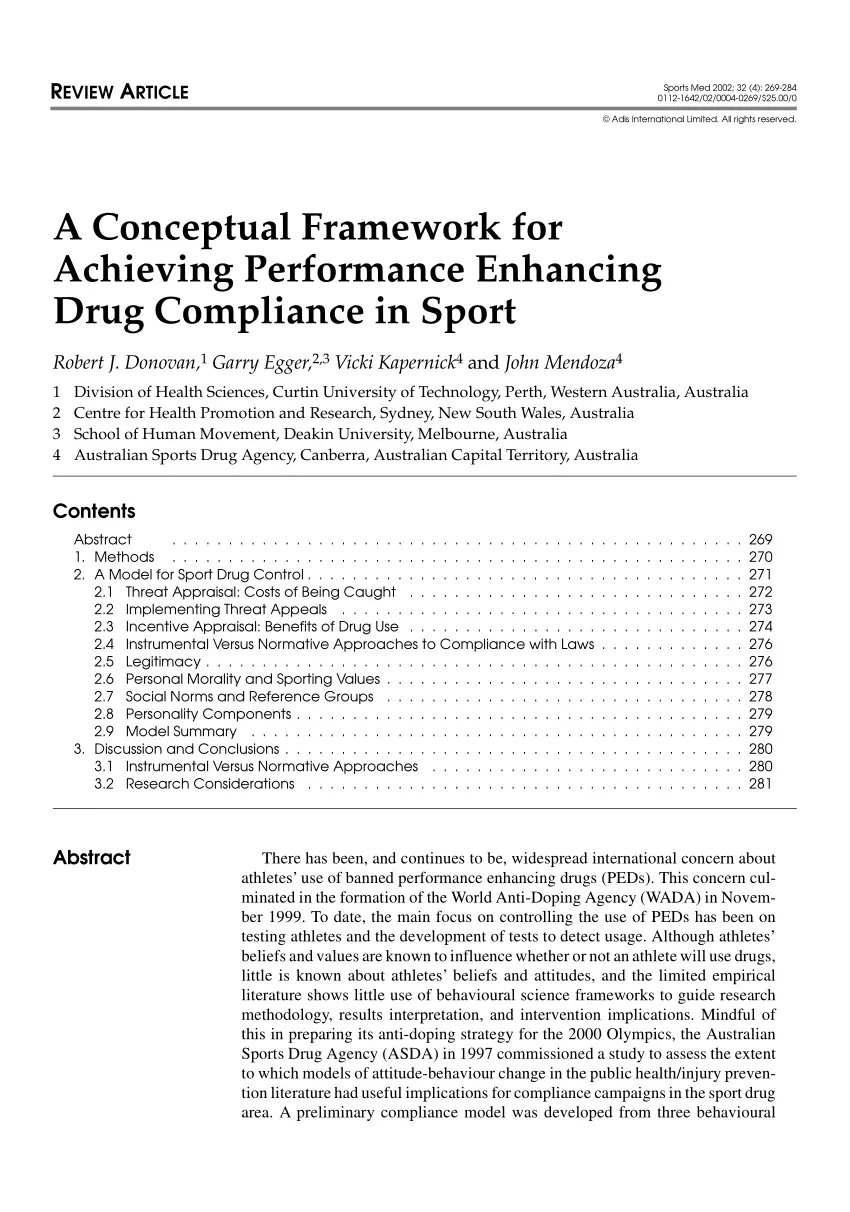 REVIEW ARTICLE
Sports Med 2002; 32 (4): 269-284
0112-1642/02/0004-0269/$25.00/0
© Adis International Limited. All rights reserved.
A Conceptual Framework for
Achieving Performance Enhancing
Drug Compliance in Sport
Robert J. Donovan,1 Garry Egger,2,3 Vicki Kapernick4 and John Mendoza4
1 Division of Health Sciences, Curtin University of Technology, Perth, Western Australia, Australia
2 Centre for Health Promotion and Research, Sydney, New South Wales, Australia
3 School of Human Movement, Deakin University, Melbourne, Australia
4 Australian Sports Drug Agency, Canberra, Australian Capital Territory, Australia
Contents
Abstract . . . . . . . . . . . . . . . . . . . . . . . . . . . . . . 269
1. Methods . . . . . . . . . . . . . . . . . . . . . . . . . . . . . . 270
2. A Model for Sport Drug Control . . . . . . . . . . . . . . . . . . . . 271
2.1 Threat Appraisal: Costs of Being Caught . . . . . . . . . . . . . . . . 272
2.2 Implementing Threat Appeals . . . . . . . . . . . . . . . . . . . . 273
2.3 Incentive Appraisal: Benefits of Drug Use . . . . . . . . . . . . . . . . 274
2.4 Instrumental Versus Normative Approaches to Compliance with Laws . . . . . . . . 276
2.5 Legitimacy . . . . . . . . . . . . . . . . . . . . . . . . . . . . 276
2.6 Personal Morality and Sporting Values . . . . . . . . . . . . . . . . . 277
2.7 Social Norms and Reference Groups . . . . . . . . . . . . . . . . . . 278
2.8 Personality Components . . . . . . . . . . . . . . . . . . . . . . 279
2.9 Model Summary . . . . . . . . . . . . . . . . . . . . . . . . . 279
3. Discussion and Conclusions . . . . . . . . . . . . . . . . . . . . . . 280
3.1 Instrumental Versus Normative Approaches . . . . . . . . . . . . . . . 280
3.2 Research Considerations . . . . . . . . . . . . . . . . . . . . . . 281
Abstract
There has been, and continues to be, widespread international concern about
athletes' use of banned performance enhancing drugs (PEDs). This concern cul-
minated in the formation of the World Anti-Doping Agency (WADA) in Novem-
ber 1999. To date, the main focus on controlling the use of PEDs has been on
testing athletes and the development of tests to detect usage. Although athletes'
beliefs and values are known to influence whether or not an athlete will use drugs,
little is known about athletes' beliefs and attitudes, and the limited empirical
literature shows little use of behavioural science frameworks to guide research
methodology, results interpretation, and intervention implications. Mindful of
this in preparing its anti-doping strategy for the 2000 Olympics, the Australian
Sports Drug Agency (ASDA) in 1997 commissioned a study to assess the extent
to which models of attitude-behaviour change in the public health/injury preven-
tion literature had useful implications for compliance campaigns in the sport drug
area. A preliminary compliance model was developed from three behavioural